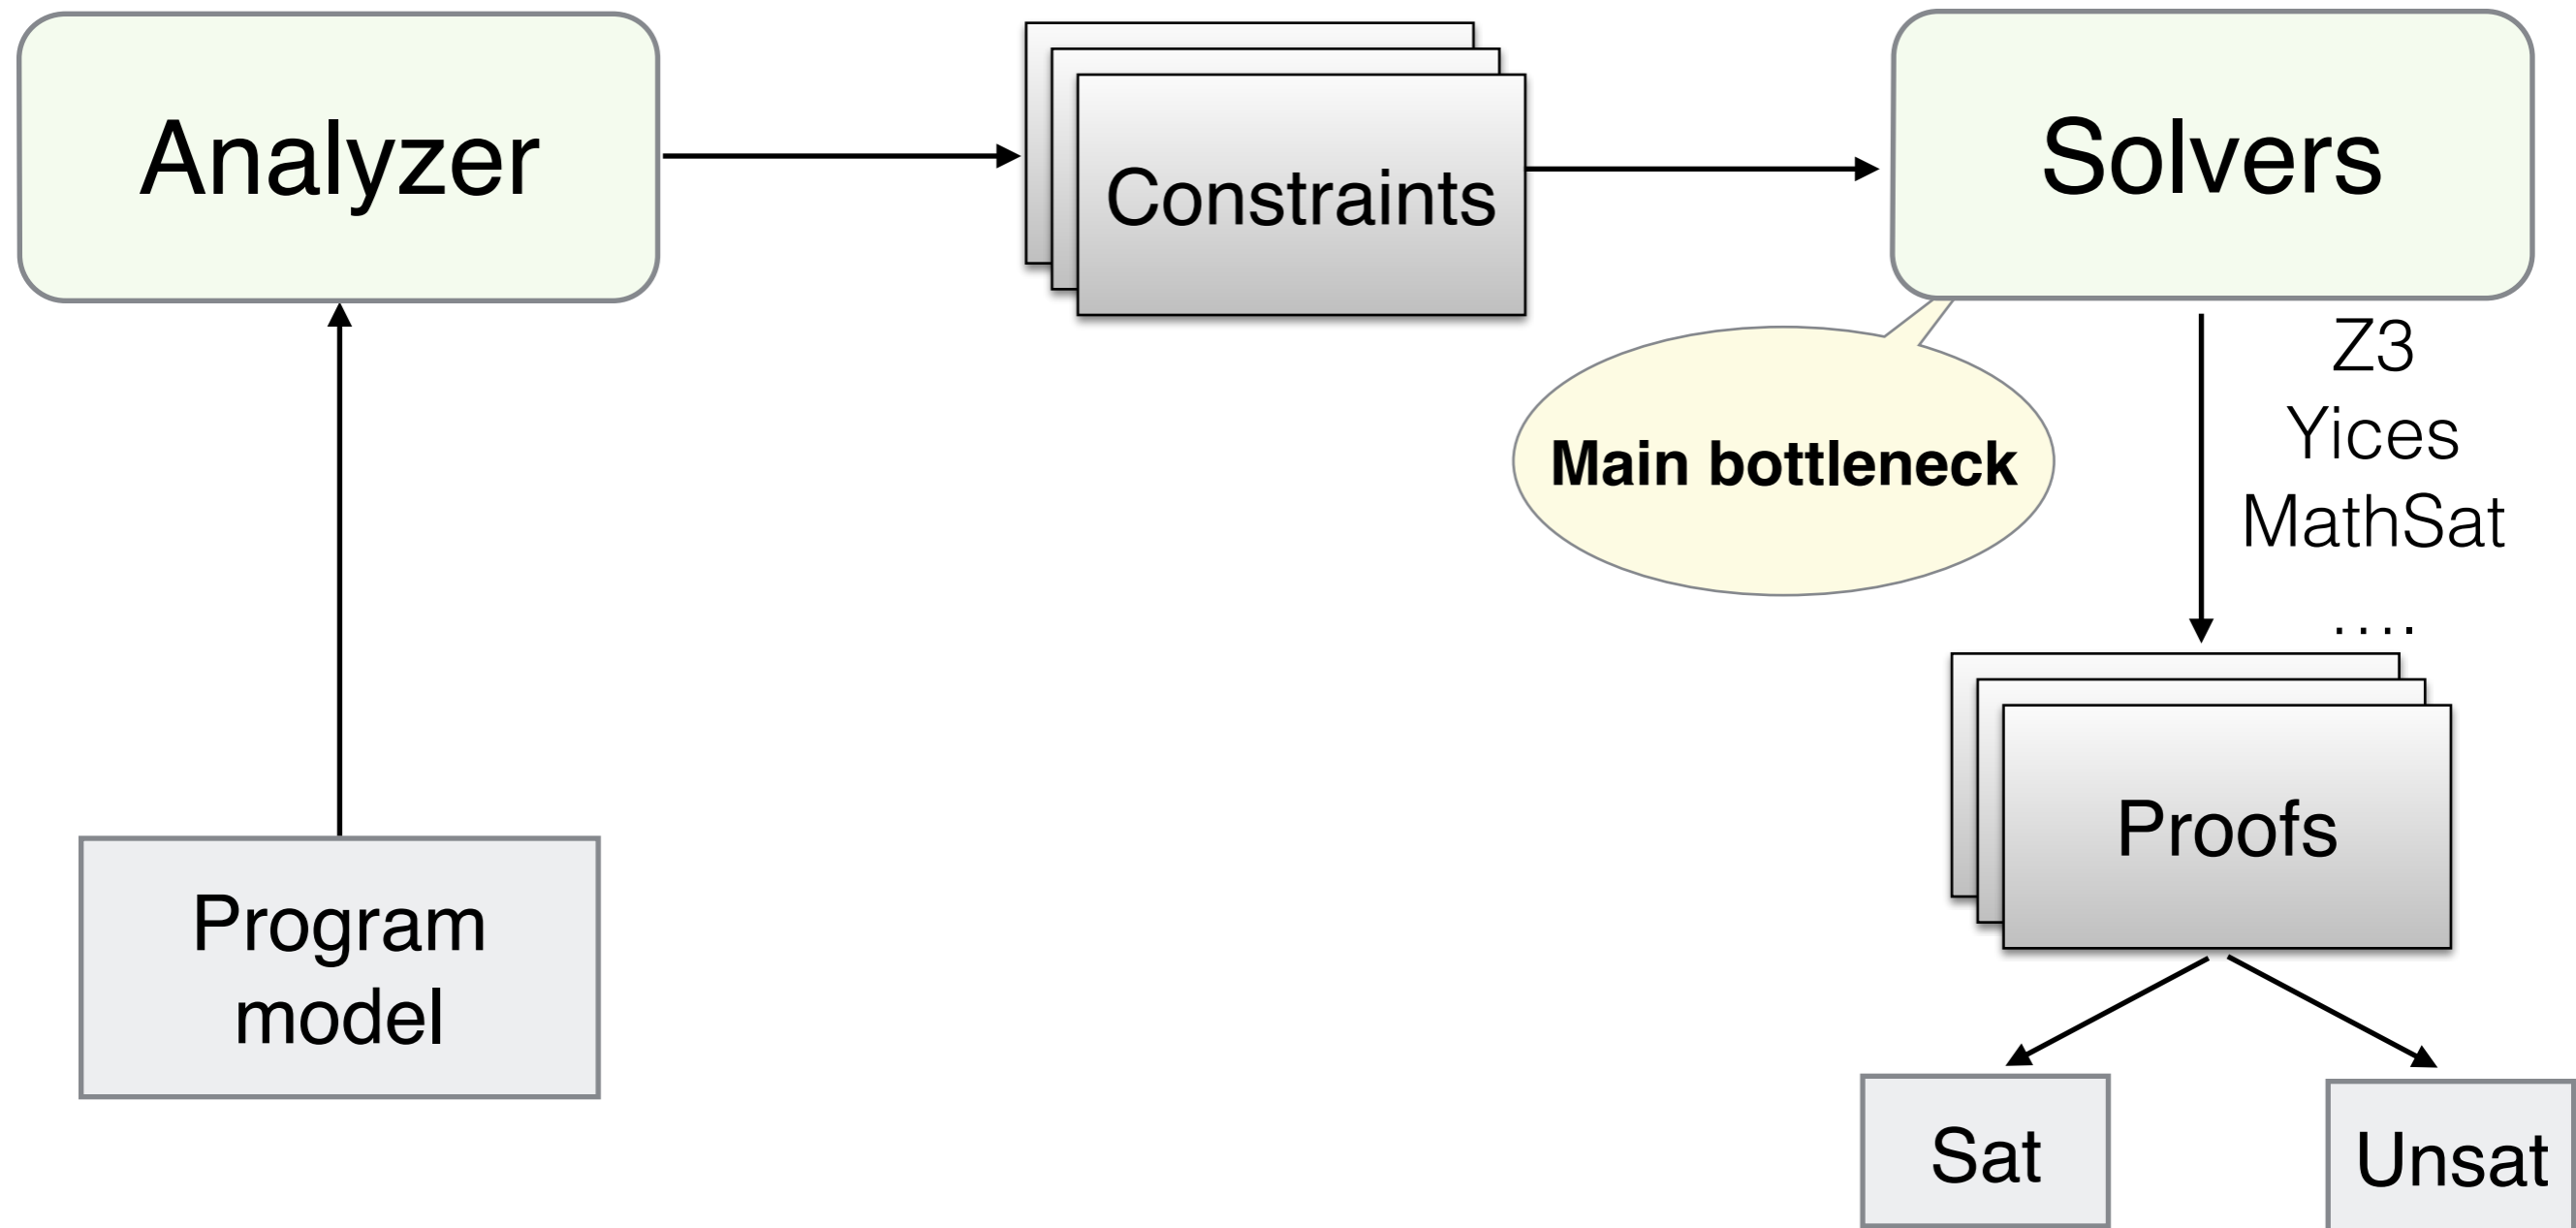 Analyzer
Constraints
Solvers
Z3
Yices
MathSat
....
Main bottleneck
Proofs
Program
model
Sat
Unsat